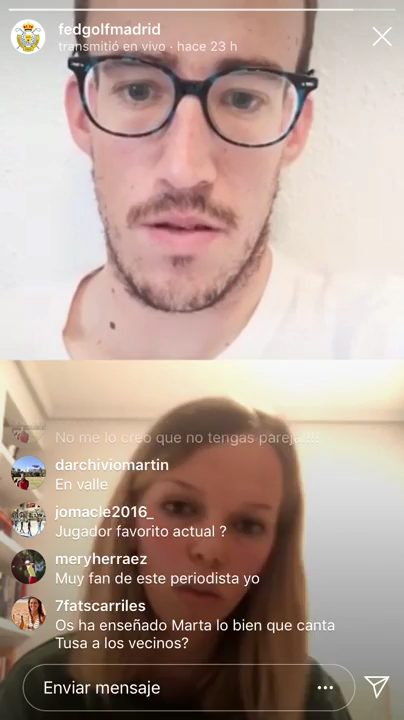 fedgolfmadrid
transmitió en vivo · hace 23 h
No me lo creo que no tengas pareja!!!!
darchiviomartin
En valle
jomacle2016_
Jugador favorito actual ?
meryherraez
Muy fan de este periodista yo
7fatscarriles
Os ha enseñado Marta lo bien que canta
Tusa a los vecinos?
Enviar mensaje